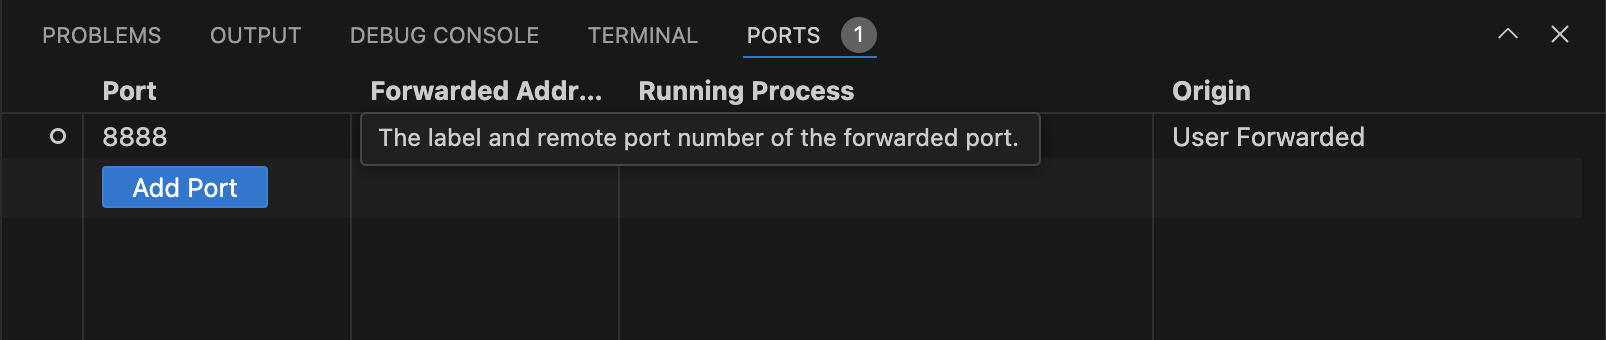 PROBLEMS OUTPUT DEBUG CONSOLE TERMINAL PORTS 1
Port Forwarded Addr... Running Process Origin
8888 The label and remote port number of the forwarded port. User Forwarded
Add Port